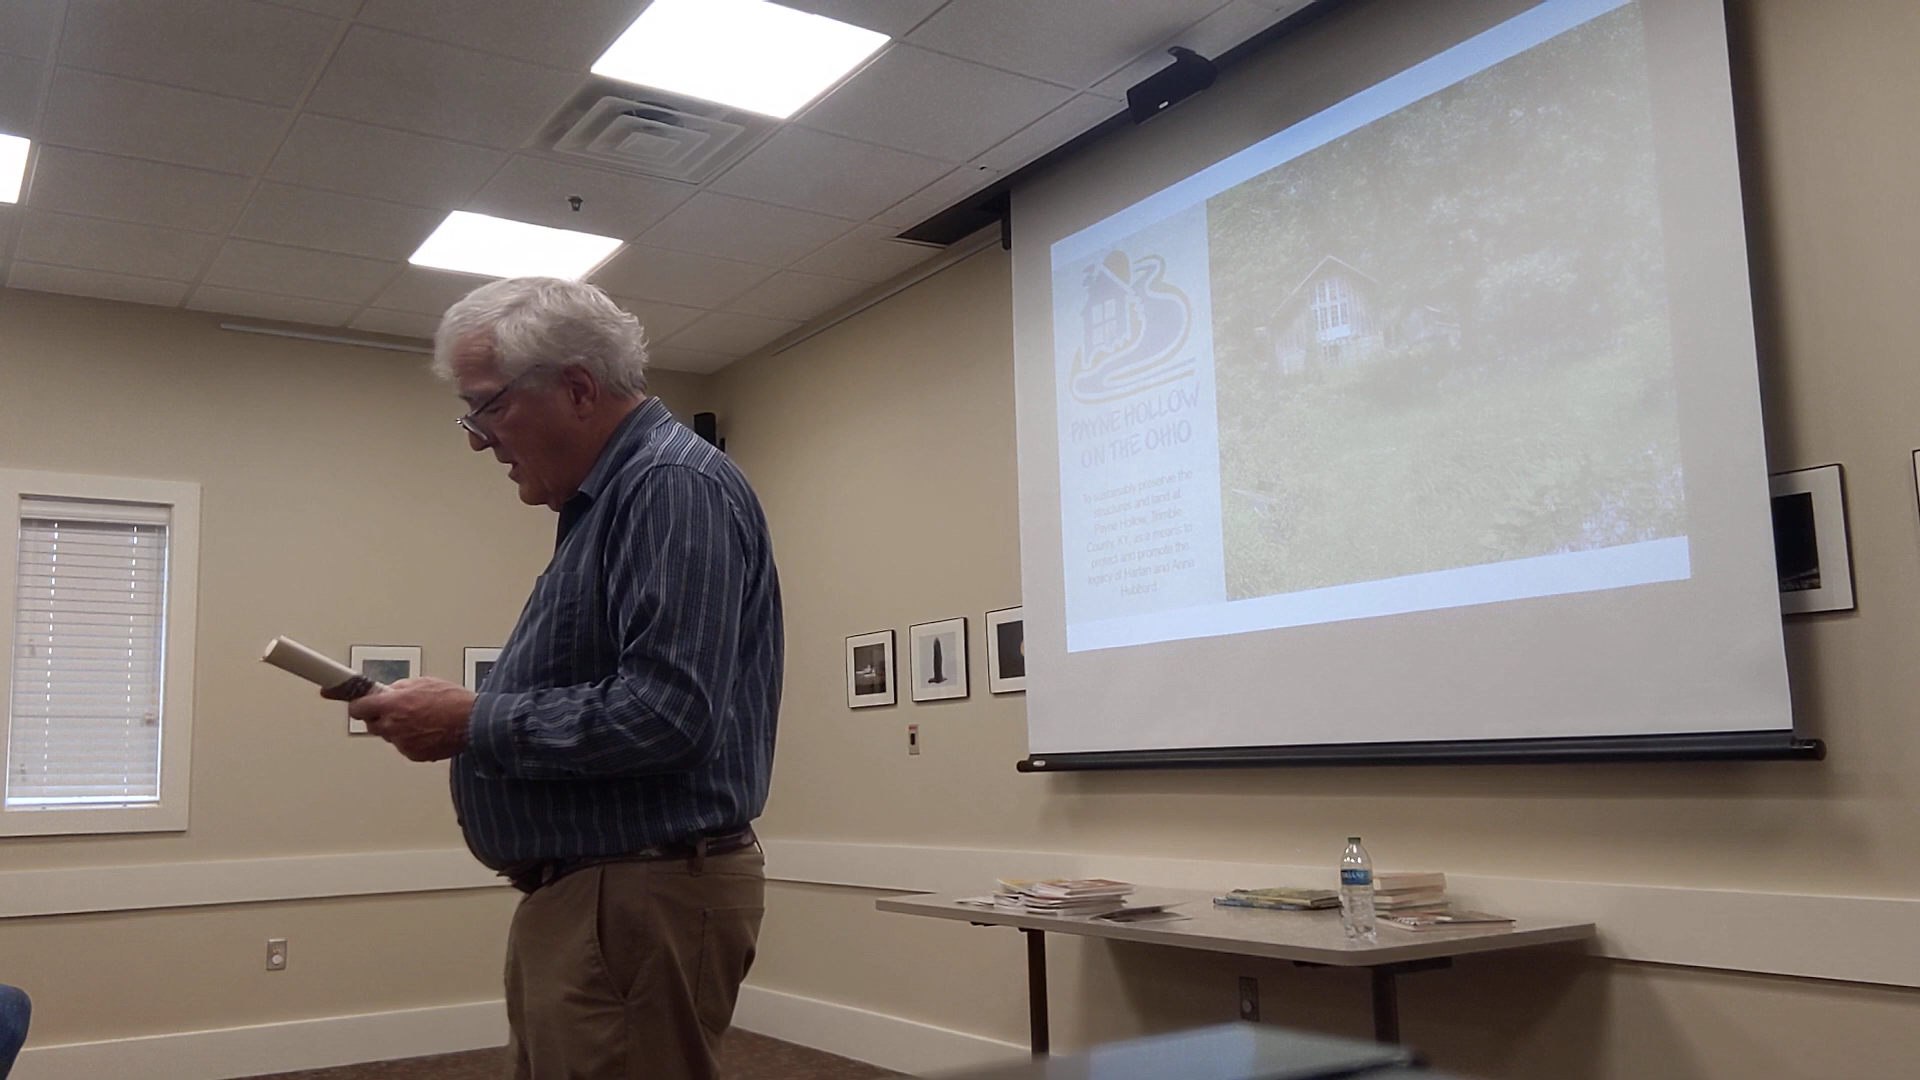 PAYNE HOLLOW
ON THE OHIO
To sustainably preserve the
structures and land at
Payne Hollow, Trimble
County, KY, as a means to
protect and promote the
legacy of Harlan and Anna
Hubbard.